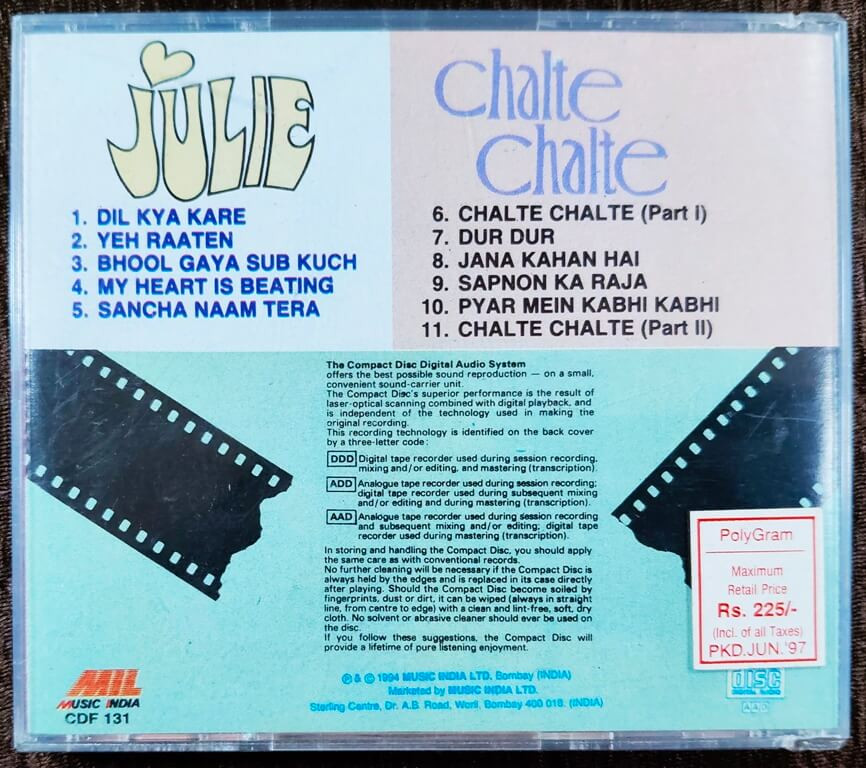 JULIE
1. DIL KYA KARE
2. YEH RAATEN
3. BHOOL GAYA SUB KUCH
4. MY HEART IS BEATING
5. SANCHA NAAM TERA
Chalte
Chalte
6. CHALTE CHALTE (Part I)
7. DUR DUR
8. JANA KAHAN HAI
9. SAPNON KA RAJA
10. PYAR MEIN KABHI KABHI
11. CHALTE CHALTE (Part II)
The Compact Disc Digital Audio System
offers the best possible sound reproduction — on a small,
convenient sound-carrier unit.
The Compact Disc's superior performance is the result of
laser-optical scanning combined with digital playback, and
is independent of the technology used in making the
original recording.
This recording technology is identified on the back cover
by a three-letter code:
DDD Digital tape recorder used during session recording,
mixing and/or editing, and mastering (transcription).
ADD Analogue tape recorder used during session recording;
digital tape recorder used during subsequent mixing
and/or editing and during mastering (transcription).
AAD Analogue tape recorder used during session recording
and subsequent mixing and/or editing; digital tape
recorder used during mastering (transcription).
In storing and handling the Compact Disc, you should apply
the same care as with conventional records.
No further cleaning will be necessary if the Compact Disc is
always held by the edges and is replaced in its case directly
after playing. Should the Compact Disc become soiled by
fingerprints, dust or dirt, it can be wiped (always in straight
line, from centre to edge) with a clean and lint-free, soft, dry
cloth. No solvent or abrasive cleaner should ever be used on
the disc.
If you follow these suggestions, the Compact Disc will
provide a lifetime of pure listening enjoyment.
PolyGram
Maximum
Retail Price
Rs. 225/-
(Incl. of all Taxes)
PKD.JUN.'97
MIL
MUSIC INDIA
CDF 131
℗ & © 1994 MUSIC INDIA LTD. Bombay (INDIA)
Marketed by MUSIC INDIA LTD.
Sterling Centre, Dr. A.B. Road, Worli, Bombay 400 018. (INDIA)
DISC
DIGITAL AUDIO
AAD